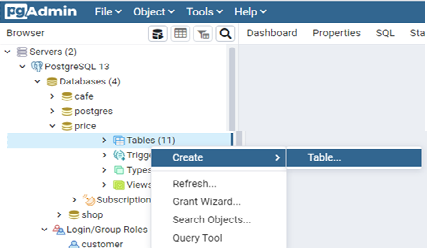 pgAdmin File Object Tools Help
Browser Dashboard Properties SQL Sta
Servers (2)
PostgreSQL 13
Databases (4)
cafe
postgres
price
Tables (11)
Trigge
Create Table...
Types
Refresh...
Views
Grant Wizard...
Subscription
Search Objects...
shop
Login/Group Roles
Query Tool
customer